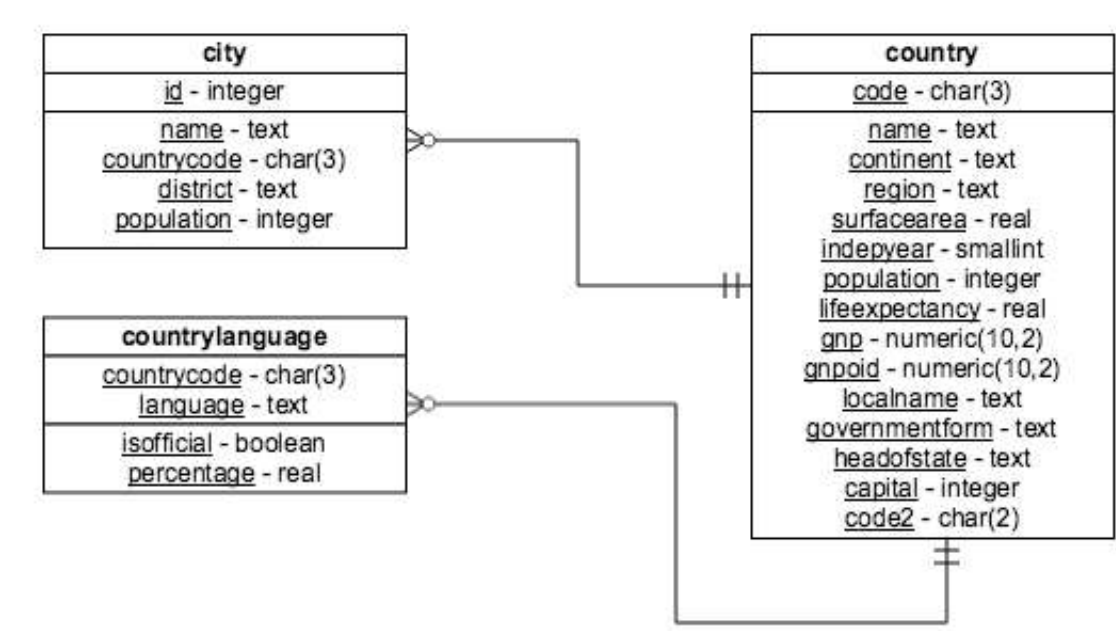 city
id - integer
name - text
countrycode - char(3)
district - text
population - integer
countrylanguage
countrycode - char(3)
language - text
isofficial - boolean
percentage - real
country
code - char(3)
name - text
continent - text
region - text
surfacearea - real
indepyear - smallint
population - integer
lifeexpectancy - real
gnp - numeric(10,2)
gnpoid - numeric(10,2)
localname - text
governmentform - text
headofstate - text
capital - integer
code2 - char(2)